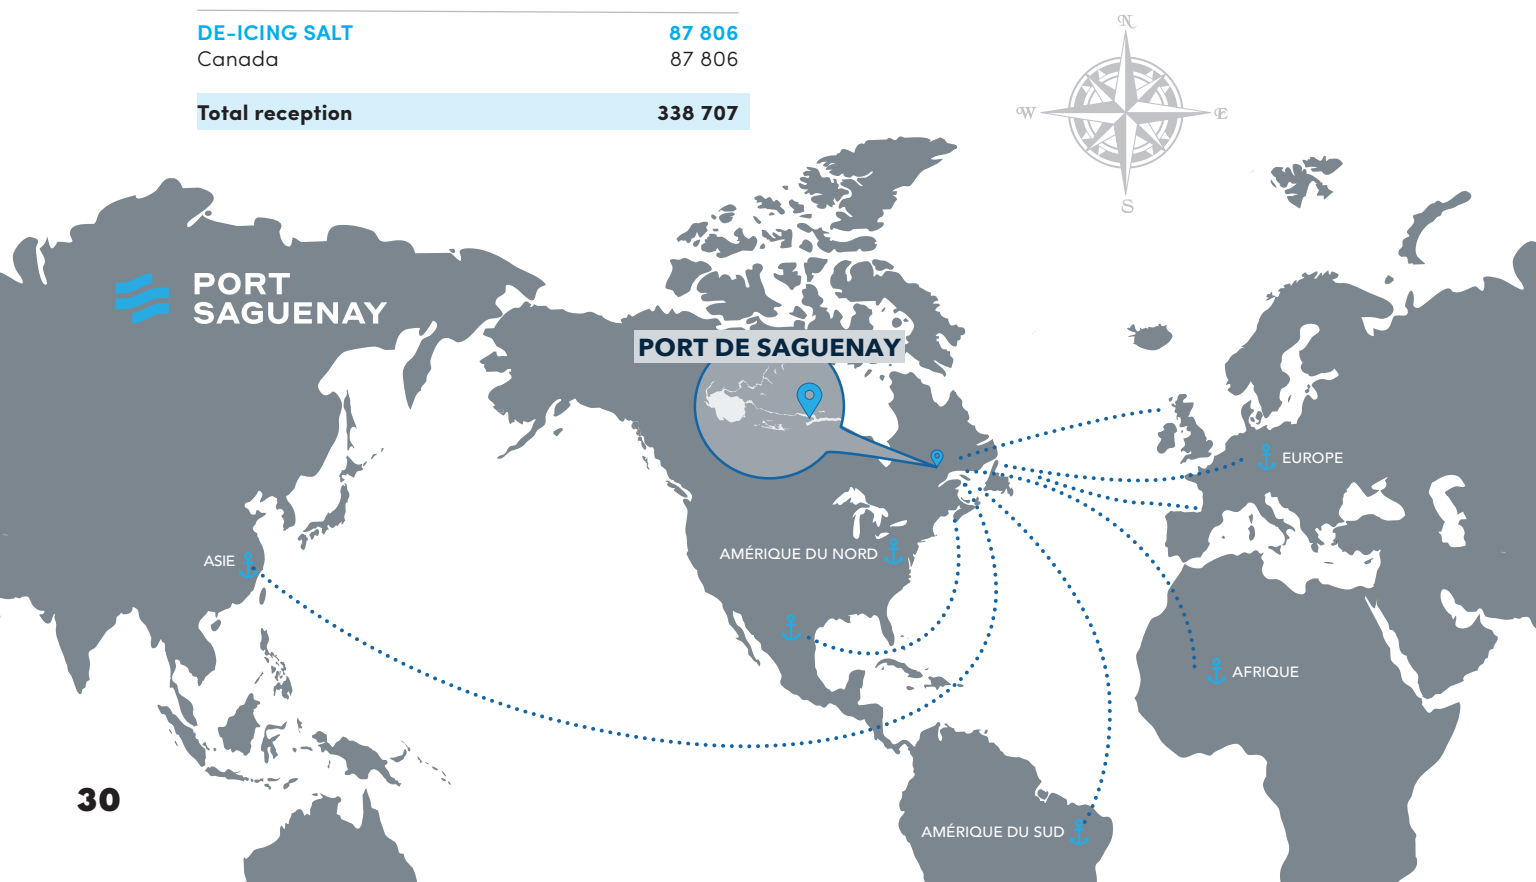 DE-ICING SALT 87 806
Canada 87 806
Total reception 338 707
N
W E
S
PORT
SAGUENAY
PORT DE SAGUENAY
EUROPE
ASIE
AMÉRIQUE DU NORD
AFRIQUE
AMÉRIQUE DU SUD
30